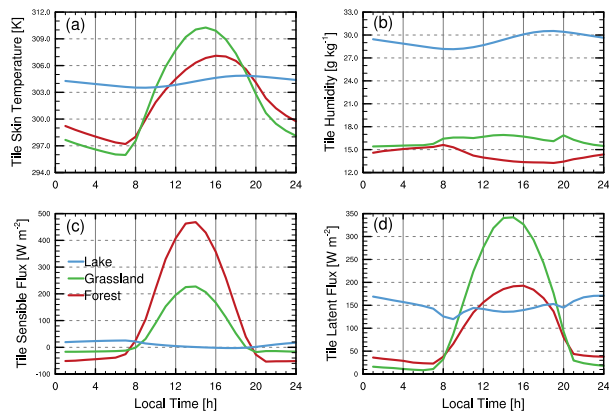 (a)
Tile Skin Temperature [K]
312.0
309.0
306.0
303.0
300.0
297.0
294.0
0 4 8 12 16 20 24
(b)
Tile Humidity [g kg-1]
33.0
30.0
27.0
24.0
21.0
18.0
15.0
12.0
0 4 8 12 16 20 24
(c)
Tile Sensible Flux [W m-2]
500
400
300
200
100
0
-100
Lake
Grassland
Forest
0 4 8 12 16 20 24
Local Time [h]
(d)
Tile Latent Flux [W m-2]
350
300
250
200
150
100
50
0
0 4 8 12 16 20 24
Local Time [h]